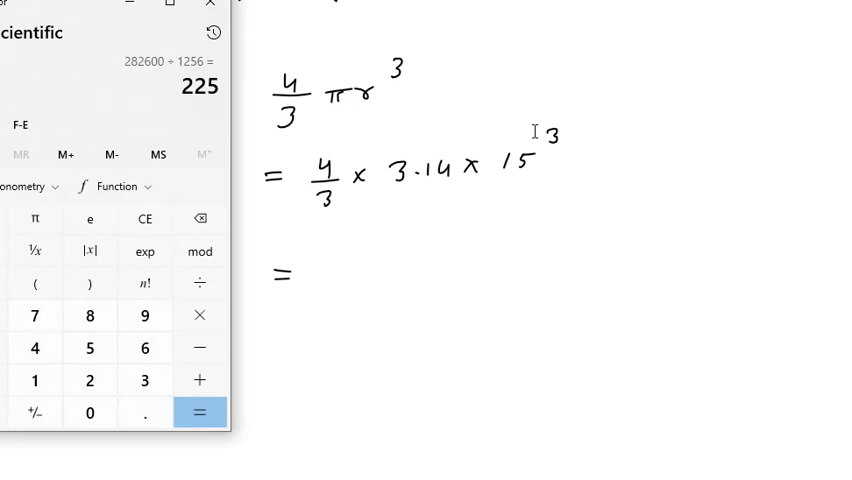 cientific
282600 ÷ 1256 =
225
F-E
MR M+ M- MS M˅
onometry f Function
π e CE
⅟x |x| exp mod
( ) n! ÷
7 8 9 ×
4 5 6 −
1 2 3 +
+/− 0 . =
4/3 πr³
= 4/3 × 3.14 × 15³
=